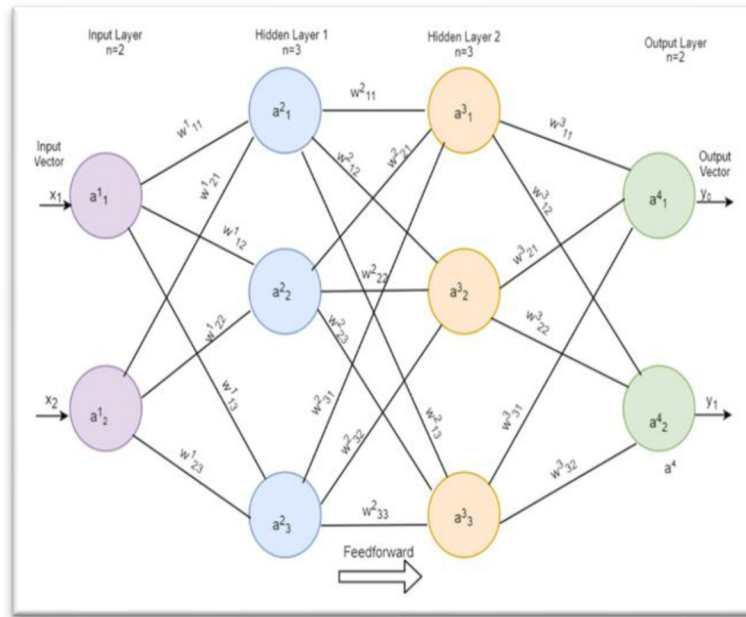 Input Layer
n=2
Hidden Layer 1
n=3
Hidden Layer 2
n=3
Output Layer
n=2
Input
Vector
Output
Vector
x₁
x₂
a¹₁
a¹₂
a²₁
a²₂
a²₃
a³₁
a³₂
a³₃
a⁴₁
a⁴₂
a⁴
y₀
y₁
w¹₁₁
w¹₂₁
w¹₁₂
w¹₂₂
w¹₁₃
w¹₂₃
w²₁₁
w²₁₂
w²₂₁
w²₂₂
w²₂₃
w²₃₁
w²₃₂
w²₁₃
w²₃₃
w³₁₁
w³₁₂
w³₂₁
w³₂₂
w³₃₁
w³₃₂
Feedforward